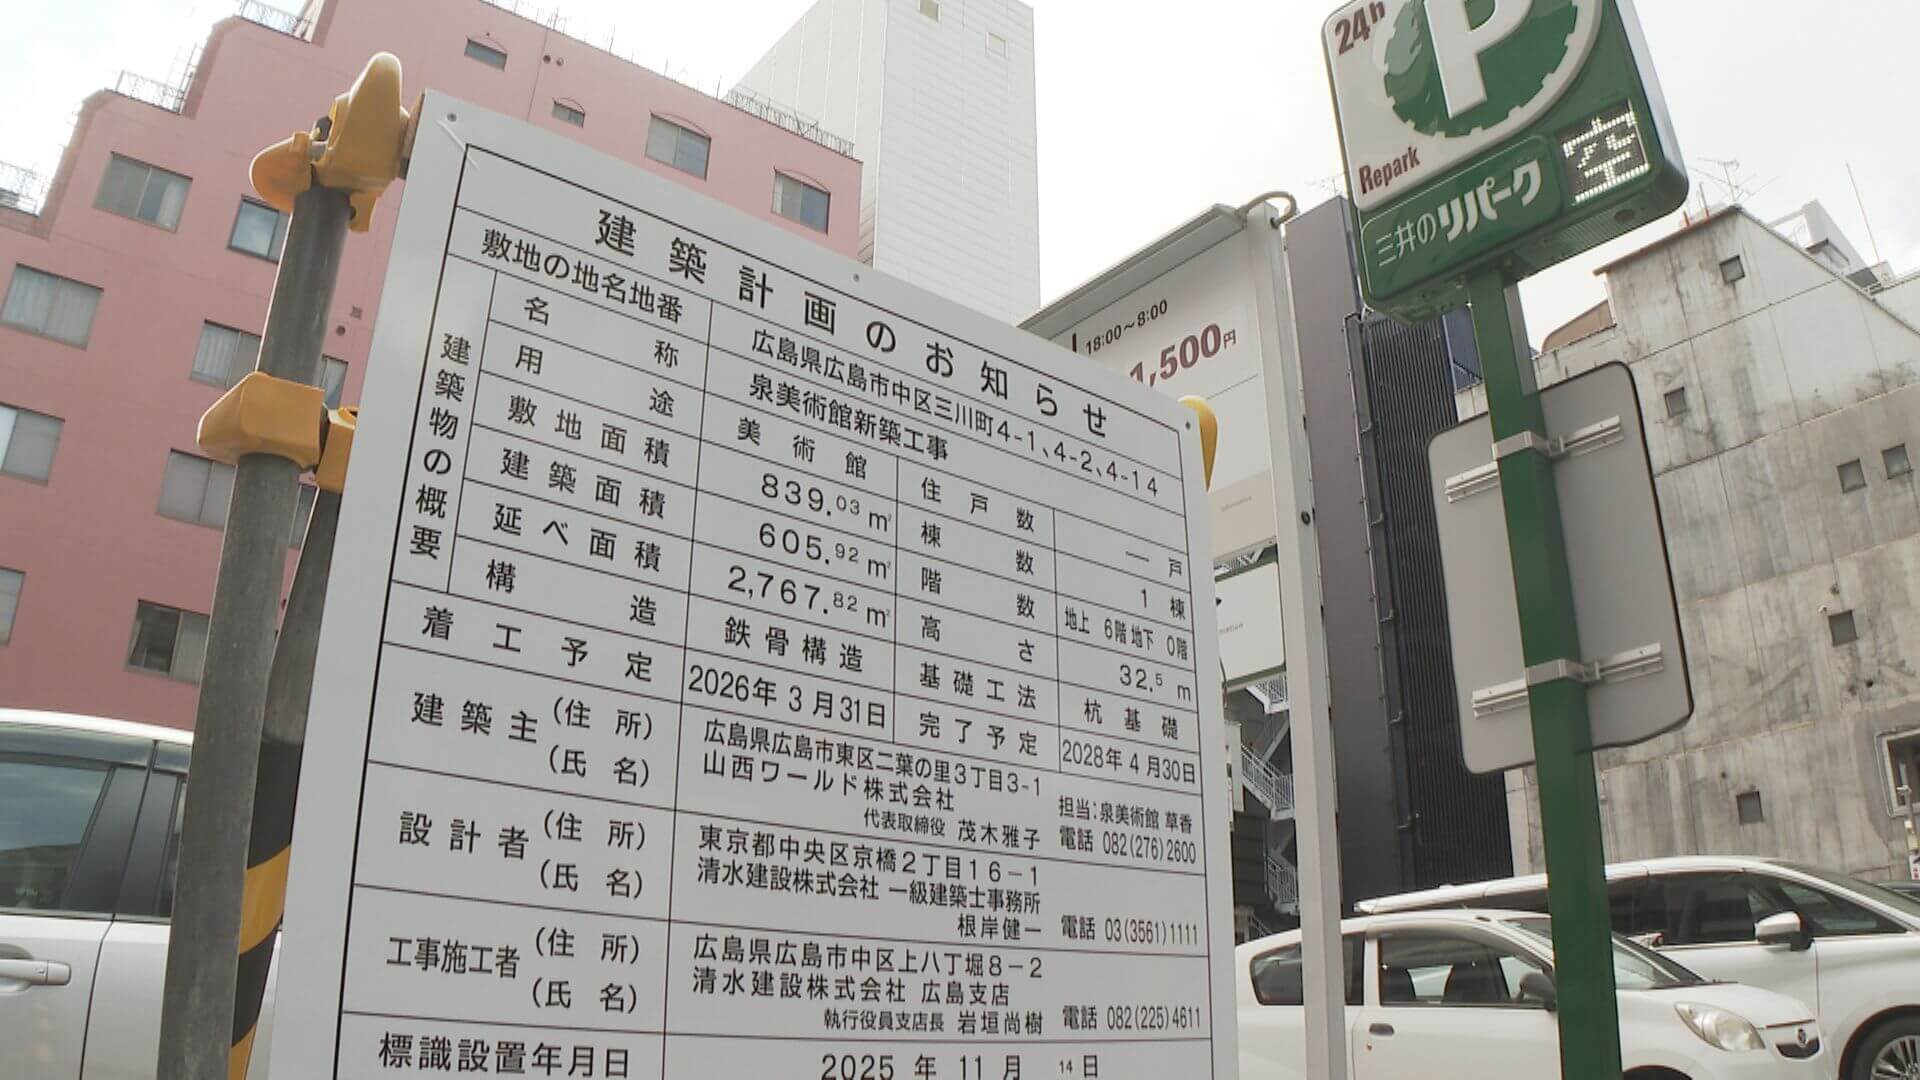 24h
P
Repark
空
三井のリパーク
18:00～8:00
1,500円
建築計画のお知らせ
敷地の地名地番 広島県広島市中区三川町4-1、4-2、4-14
建築物の概要
名称 泉美術館新築工事
用途 美術館 住戸数 ― 戸
敷地面積 839.03㎡ 棟数 1棟
建築面積 605.92㎡ 階数 地上 6階 地下 0階
延べ面積 2,767.82㎡ 高さ 32.5m
構造 鉄骨構造 基礎工法 杭基礎
着工予定 2026年3月31日 完了予定 2028年4月30日
建築主 (住所) 広島県広島市東区二葉の里3丁目3-1
(氏名) 山西ワールド株式会社 担当:泉美術館 草香
代表取締役 茂木雅子 電話 082(276)2600
設計者 (住所) 東京都中央区京橋2丁目16-1
(氏名) 清水建設株式会社 一級建築士事務所
根岸健一 電話 03(3561)1111
工事施工者 (住所) 広島県広島市中区上八丁堀8-2
(氏名) 清水建設株式会社 広島支店
執行役員支店長 岩垣尚樹 電話 082(225)4611
標識設置年月日 2025年11月14日